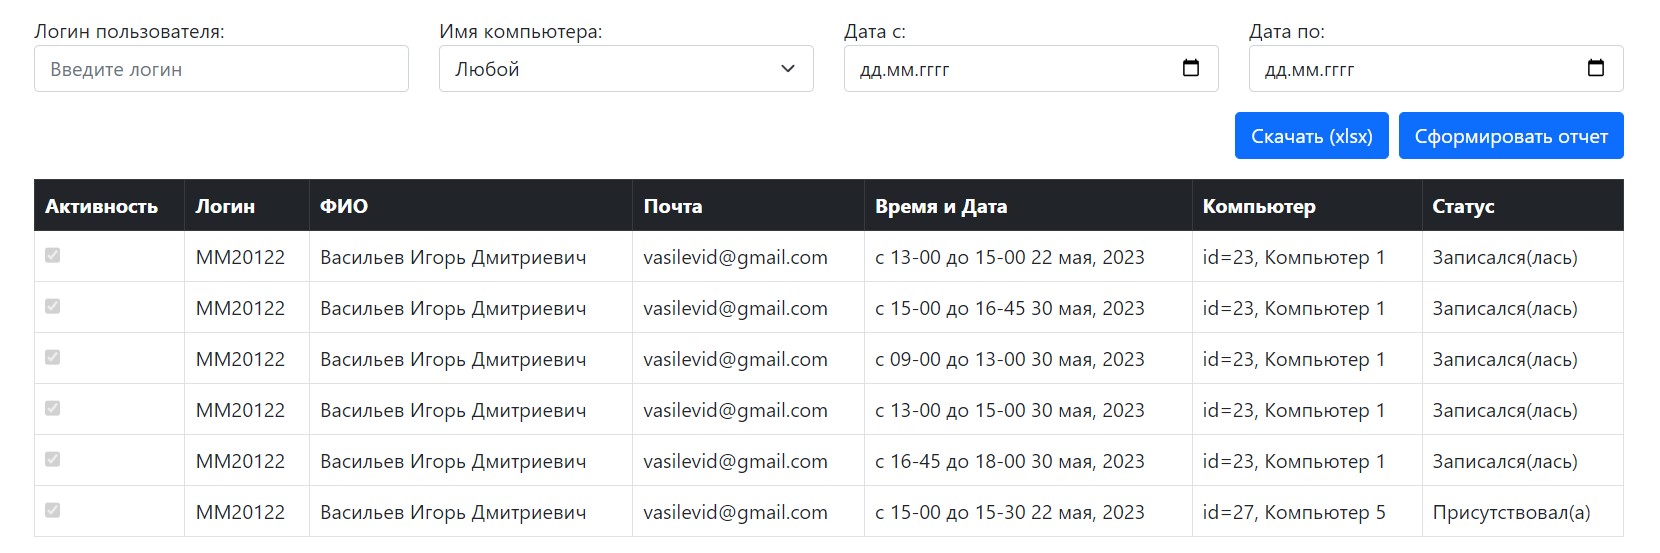 Логин пользователя: Имя компьютера: Дата с: Дата по:
Введите логин Любой дд.мм.гггг дд.мм.гггг
Скачать (xlsx) Сформировать отчет
Активность Логин ФИО Почта Время и Дата Компьютер Статус
MM20122 Васильев Игорь Дмитриевич vasilevid@gmail.com с 13-00 до 15-00 22 мая, 2023 id=23, Компьютер 1 Записался(лась)
MM20122 Васильев Игорь Дмитриевич vasilevid@gmail.com с 15-00 до 16-45 30 мая, 2023 id=23, Компьютер 1 Записался(лась)
MM20122 Васильев Игорь Дмитриевич vasilevid@gmail.com с 09-00 до 13-00 30 мая, 2023 id=23, Компьютер 1 Записался(лась)
MM20122 Васильев Игорь Дмитриевич vasilevid@gmail.com с 13-00 до 15-00 30 мая, 2023 id=23, Компьютер 1 Записался(лась)
MM20122 Васильев Игорь Дмитриевич vasilevid@gmail.com с 16-45 до 18-00 30 мая, 2023 id=23, Компьютер 1 Записался(лась)
MM20122 Васильев Игорь Дмитриевич vasilevid@gmail.com с 15-00 до 15-30 22 мая, 2023 id=27, Компьютер 5 Присутствовал(а)